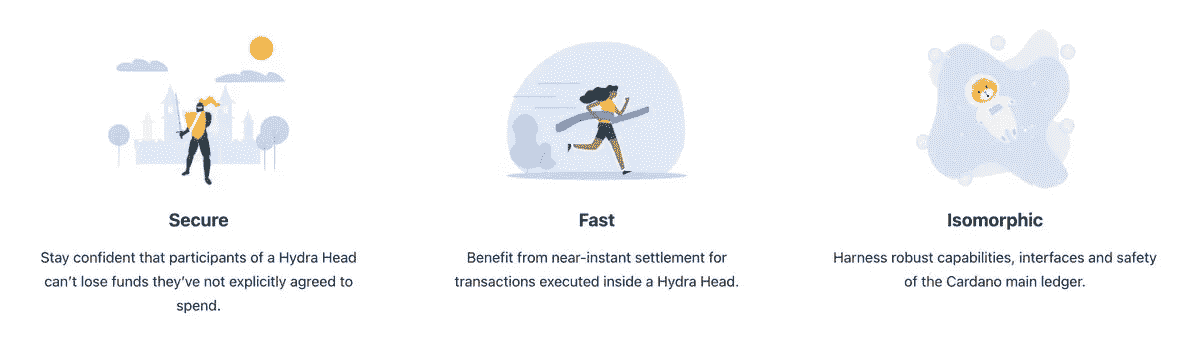 Secure
Stay confident that participants of a Hydra Head
can’t lose funds they’ve not explicitly agreed to
spend.
Fast
Benefit from near-instant settlement for
transactions executed inside a Hydra Head.
Isomorphic
Harness robust capabilities, interfaces and safety
of the Cardano main ledger.